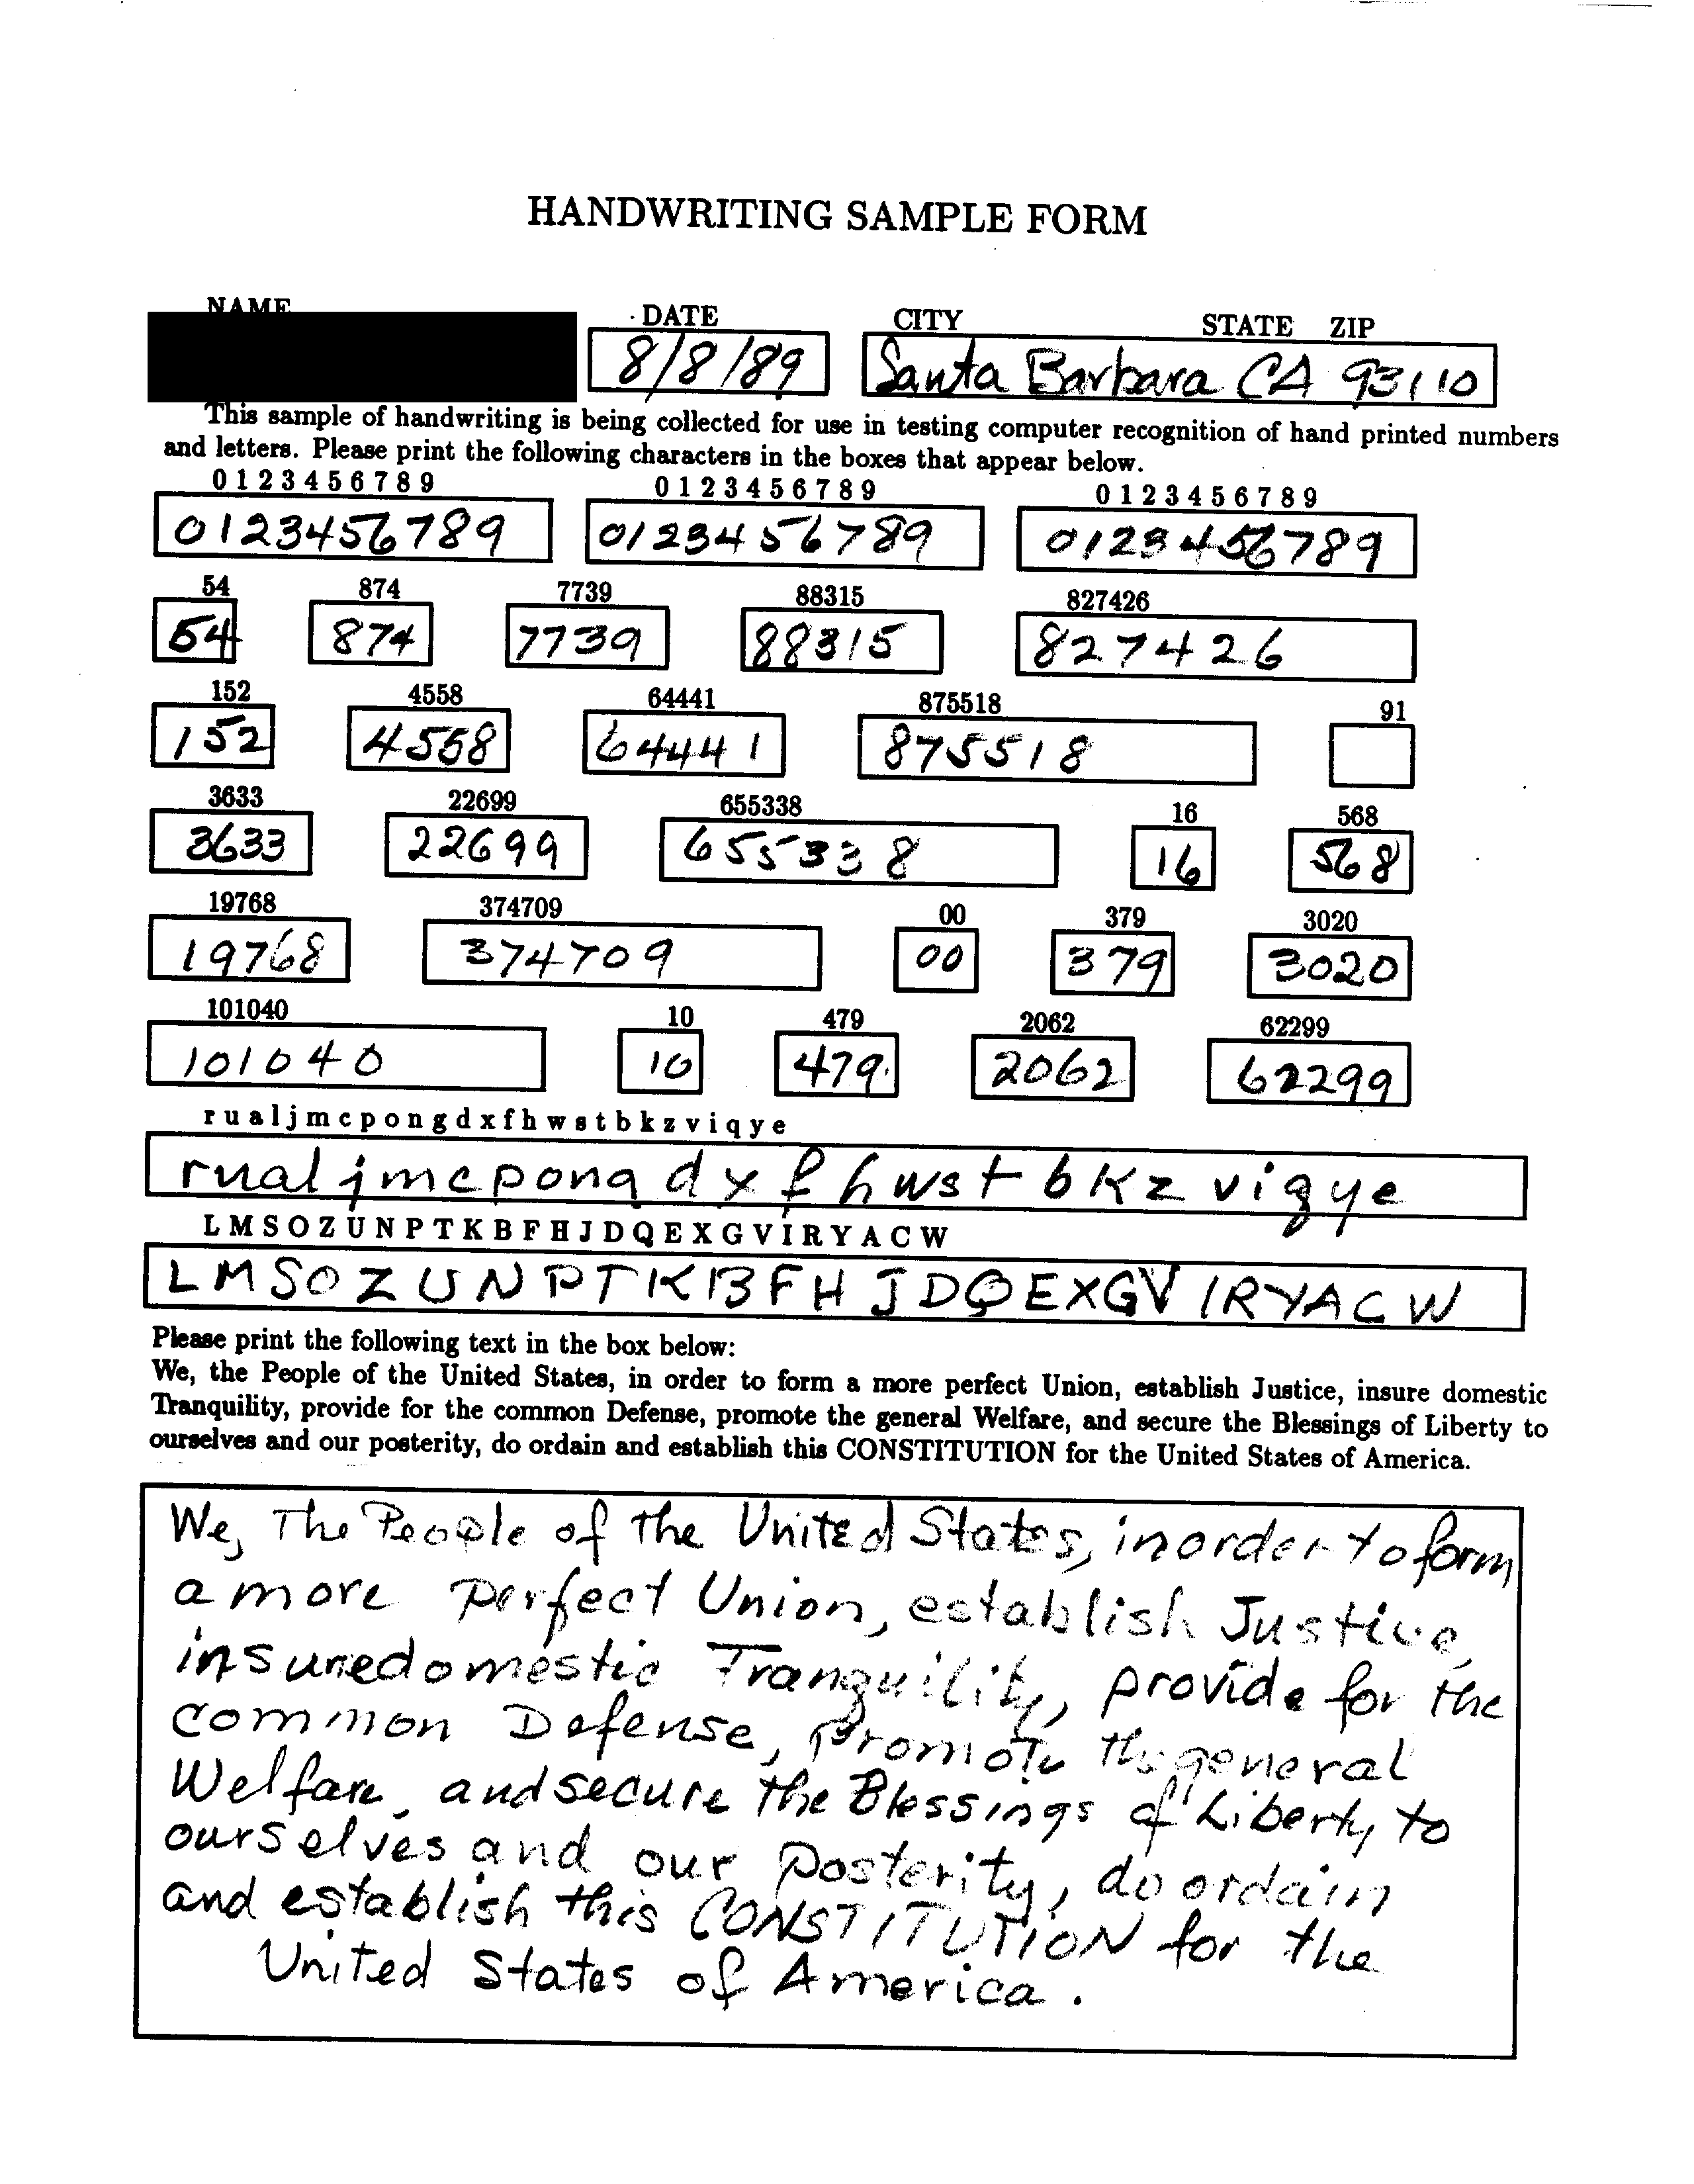 HANDWRITING SAMPLE FORM
NAME DATE CITY STATE ZIP
8/8/89 Santa Barbara CA 93110
This sample of handwriting is being collected for use in testing computer recognition of hand printed numbers
and letters. Please print the following characters in the boxes that appear below.
0 1 2 3 4 5 6 7 8 9 0 1 2 3 4 5 6 7 8 9 0 1 2 3 4 5 6 7 8 9
0123456789 0123456789 0123456789
54 874 7739 88315 827426
54 874 7739 88315 827426
152 4558 64441 875518 91
152 4558 64441 875518
3633 22699 655338 16 568
3633 22699 655338 16 568
19768 374709 00 379 3020
19768 374709 00 379 3020
101040 10 479 2062 62299
101040 10 479 2062 62299
r u a l j m c p o n g d x f h w s t b k z v i q y e
rualjmcpongdxfhwstbkzviqye
L M S O Z U N P T K B F H J D Q E X G V I R Y A C W
LMSOZUNPTKBFHJDQEXGVIRYACW
Please print the following text in the box below:
We, the People of the United States, in order to form a more perfect Union, establish Justice, insure domestic
Tranquility, provide for the common Defense, promote the general Welfare, and secure the Blessings of Liberty to
ourselves and our posterity, do ordain and establish this CONSTITUTION for the United States of America.
We, The People of the United States, in order to form
a more perfect Union, establish Justice,
insure domestic Tranquility, provide for the
common Defense, promote the general
Welfare, and secure the Blessings of Liberty to
ourselves and our posterity, do ordain
and establish this CONSTITUTION for the
United States of America.